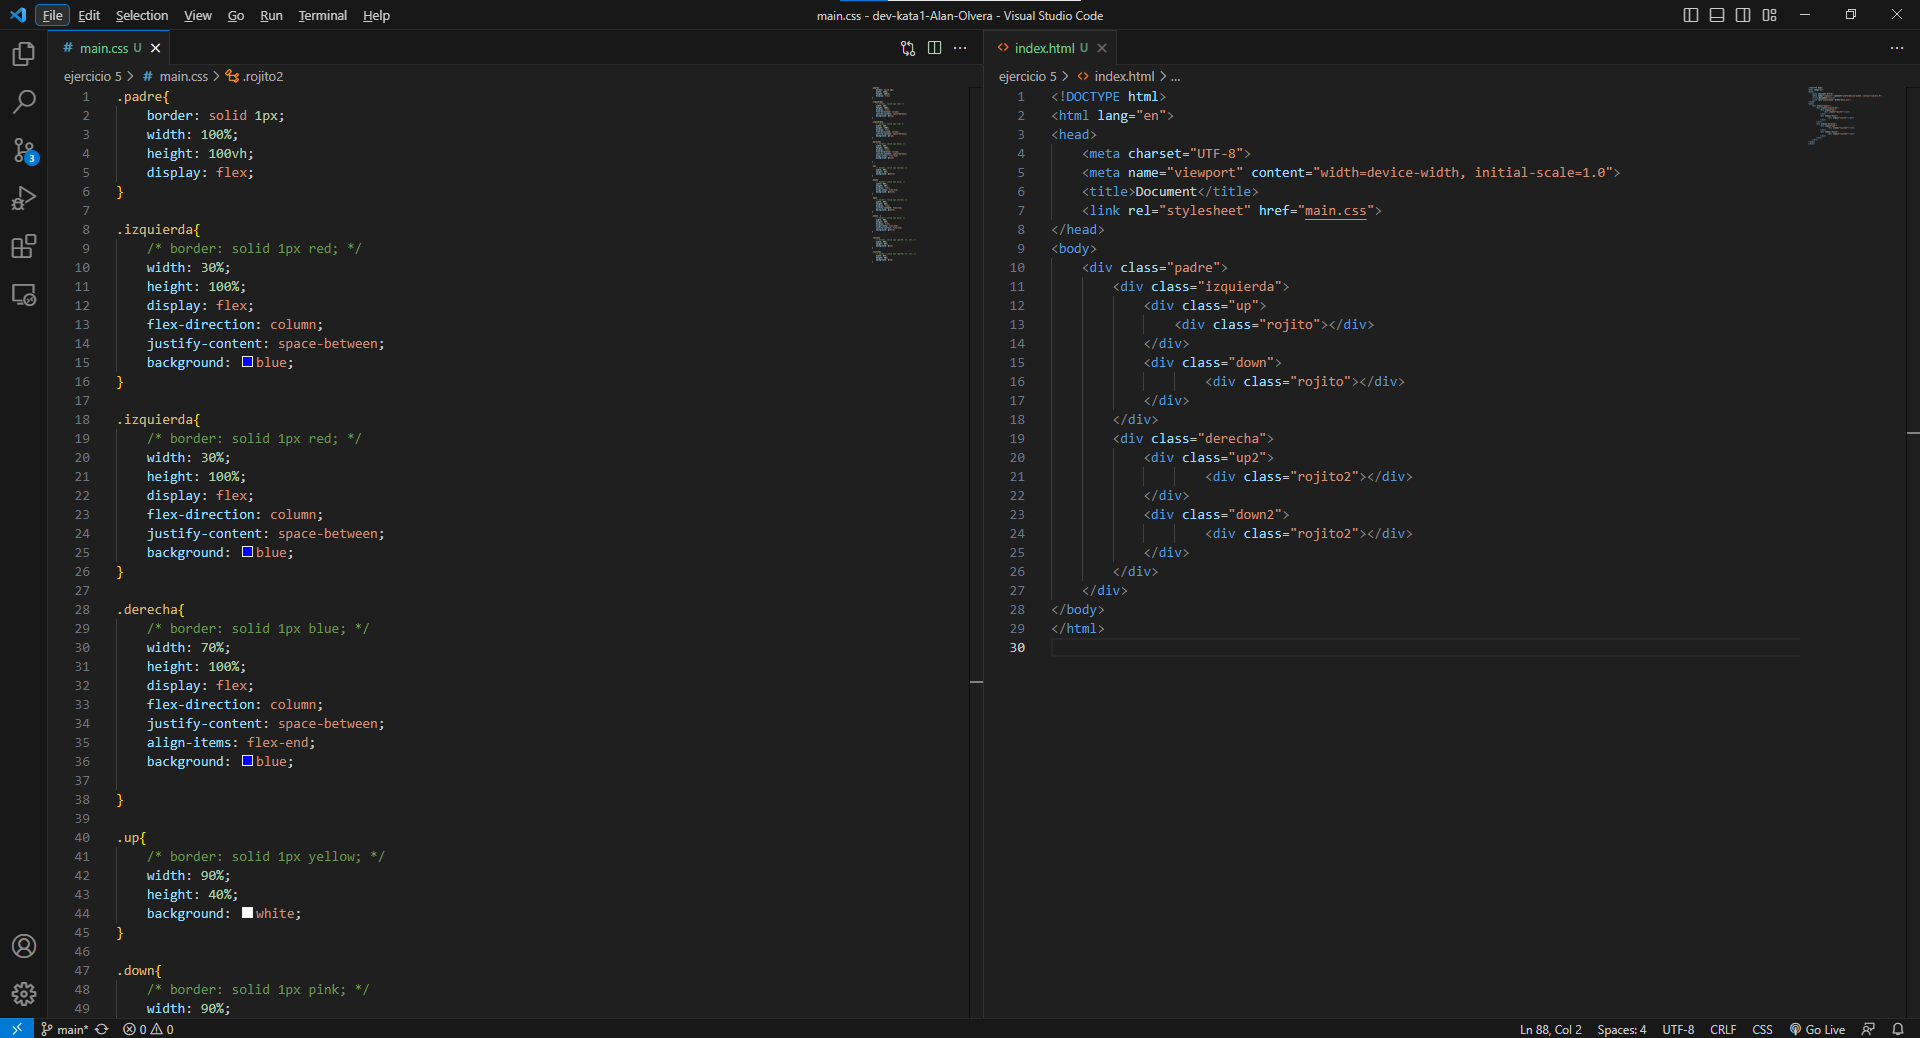 File Edit Selection View Go Run Terminal Help
main.css - dev-kata1-Alan-Olvera - Visual Studio Code
# main.css U
ejercicio 5 > # main.css > .rojito2
1 .padre{
2 border: solid 1px;
3 width: 100%;
4 height: 100vh;
5 display: flex;
6 }
7
8 .izquierda{
9 /* border: solid 1px red; */
10 width: 30%;
11 height: 100%;
12 display: flex;
13 flex-direction: column;
14 justify-content: space-between;
15 background: blue;
16 }
17
18 .izquierda{
19 /* border: solid 1px red; */
20 width: 30%;
21 height: 100%;
22 display: flex;
23 flex-direction: column;
24 justify-content: space-between;
25 background: blue;
26 }
27
28 .derecha{
29 /* border: solid 1px blue; */
30 width: 70%;
31 height: 100%;
32 display: flex;
33 flex-direction: column;
34 justify-content: space-between;
35 align-items: flex-end;
36 background: blue;
37
38 }
39
40 .up{
41 /* border: solid 1px yellow; */
42 width: 90%;
43 height: 40%;
44 background: white;
45 }
46
47 .down{
48 /* border: solid 1px pink; */
49 width: 90%;
<> index.html U
ejercicio 5 > <> index.html > ...
1 <!DOCTYPE html>
2 <html lang="en">
3 <head>
4 <meta charset="UTF-8">
5 <meta name="viewport" content="width=device-width, initial-scale=1.0">
6 <title>Document</title>
7 <link rel="stylesheet" href="main.css">
8 </head>
9 <body>
10 <div class="padre">
11 <div class="izquierda">
12 <div class="up">
13 <div class="rojito"></div>
14 </div>
15 <div class="down">
16 <div class="rojito"></div>
17 </div>
18 </div>
19 <div class="derecha">
20 <div class="up2">
21 <div class="rojito2"></div>
22 </div>
23 <div class="down2">
24 <div class="rojito2"></div>
25 </div>
26 </div>
27 </div>
28 </body>
29 </html>
30
3
main* 0 0
Ln 88, Col 2 Spaces: 4 UTF-8 CRLF CSS Go Live